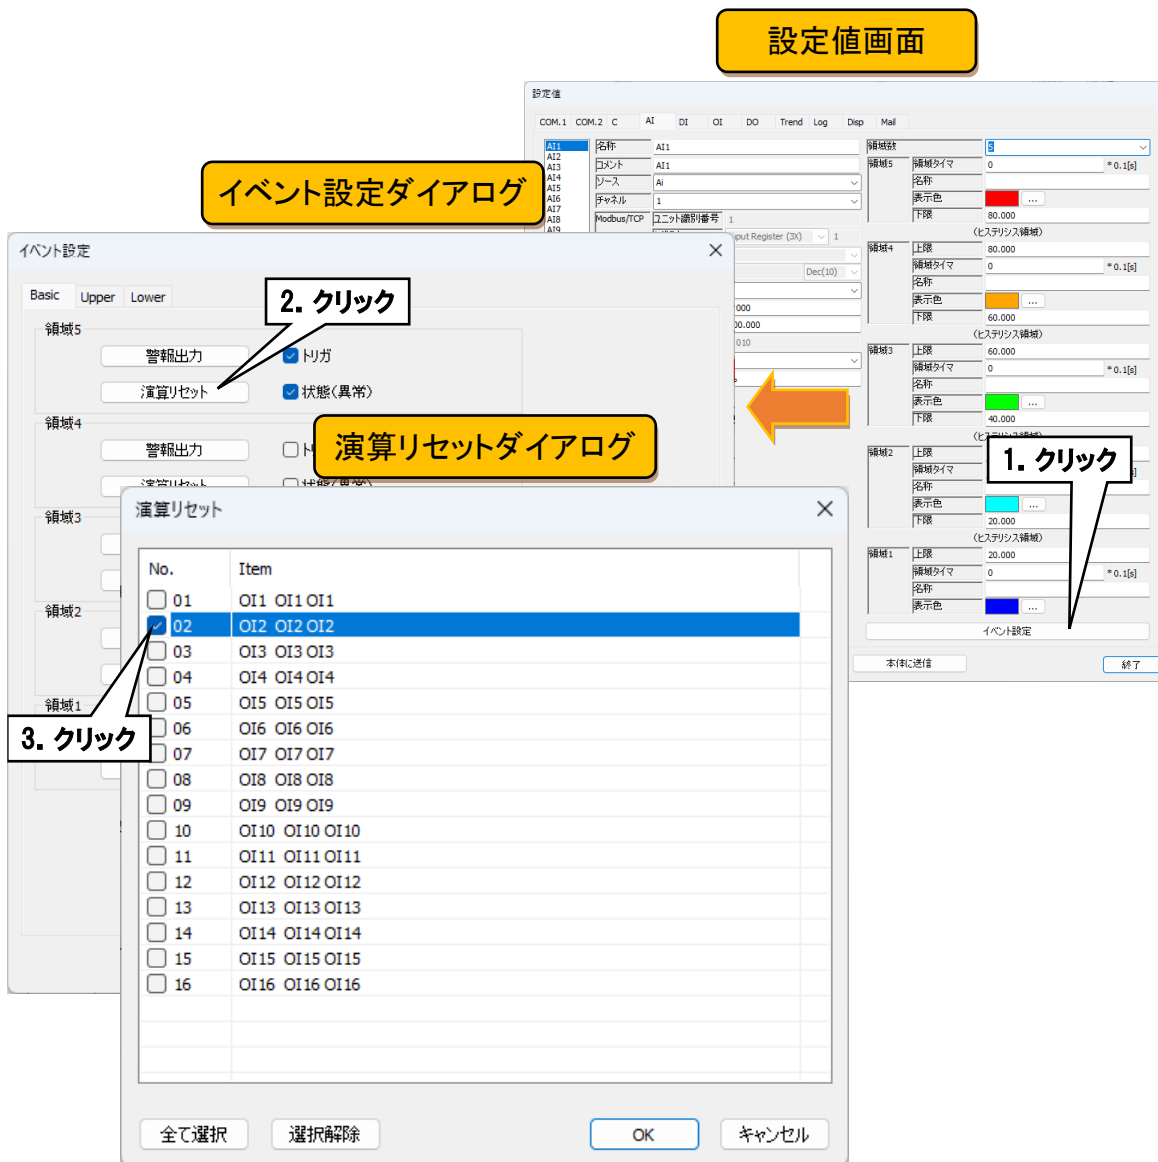 設定値画面
設定値
COM.1 COM.2 C AI DI OI DO Trend Log Disp Mail
AI1
AI2
AI3
AI4
AI5
AI6
AI7
AI8
AI9
名称 AI1
コメント AI1
ソース Ai
チャネル 1
Modbus/TCP ユニット識別番号 1
put Register (3X) 1
Dec(10)
000
00.000
010
領域数 5
領域5 領域タイマ 0 *0.1[s]
名称
表示色 ...
下限 80.000
(ヒステリシス領域)
領域4 上限 80.000
領域タイマ 0 *0.1[s]
名称
表示色 ...
下限 60.000
(ヒステリシス領域)
領域3 上限 60.000
領域タイマ 0 *0.1[s]
名称
表示色 ...
下限 40.000
領域2 上限
領域タイマ
名称
表示色 ...
下限 20.000
(ヒステリシス領域)
領域1 上限 20.000
領域タイマ 0 *0.1[s]
名称
表示色 ...
イベント設定
本体に送信 終了
1. クリック
イベント設定ダイアログ
イベント設定
Basic Upper Lower
2. クリック
領域5
警報出力 トリガ
演算リセット 状態(異常)
領域4
警報出力
演算リセット 状態(異常)
領域3
領域2
領域1
演算リセットダイアログ
演算リセット
No. Item
01 OI1 OI1 OI1
02 OI2 OI2 OI2
03 OI3 OI3 OI3
04 OI4 OI4 OI4
05 OI5 OI5 OI5
06 OI6 OI6 OI6
07 OI7 OI7 OI7
08 OI8 OI8 OI8
09 OI9 OI9 OI9
10 OI10 OI10 OI10
11 OI11 OI11 OI11
12 OI12 OI12 OI12
13 OI13 OI13 OI13
14 OI14 OI14 OI14
15 OI15 OI15 OI15
16 OI16 OI16 OI16
3. クリック
全て選択 選択解除 OK キャンセル